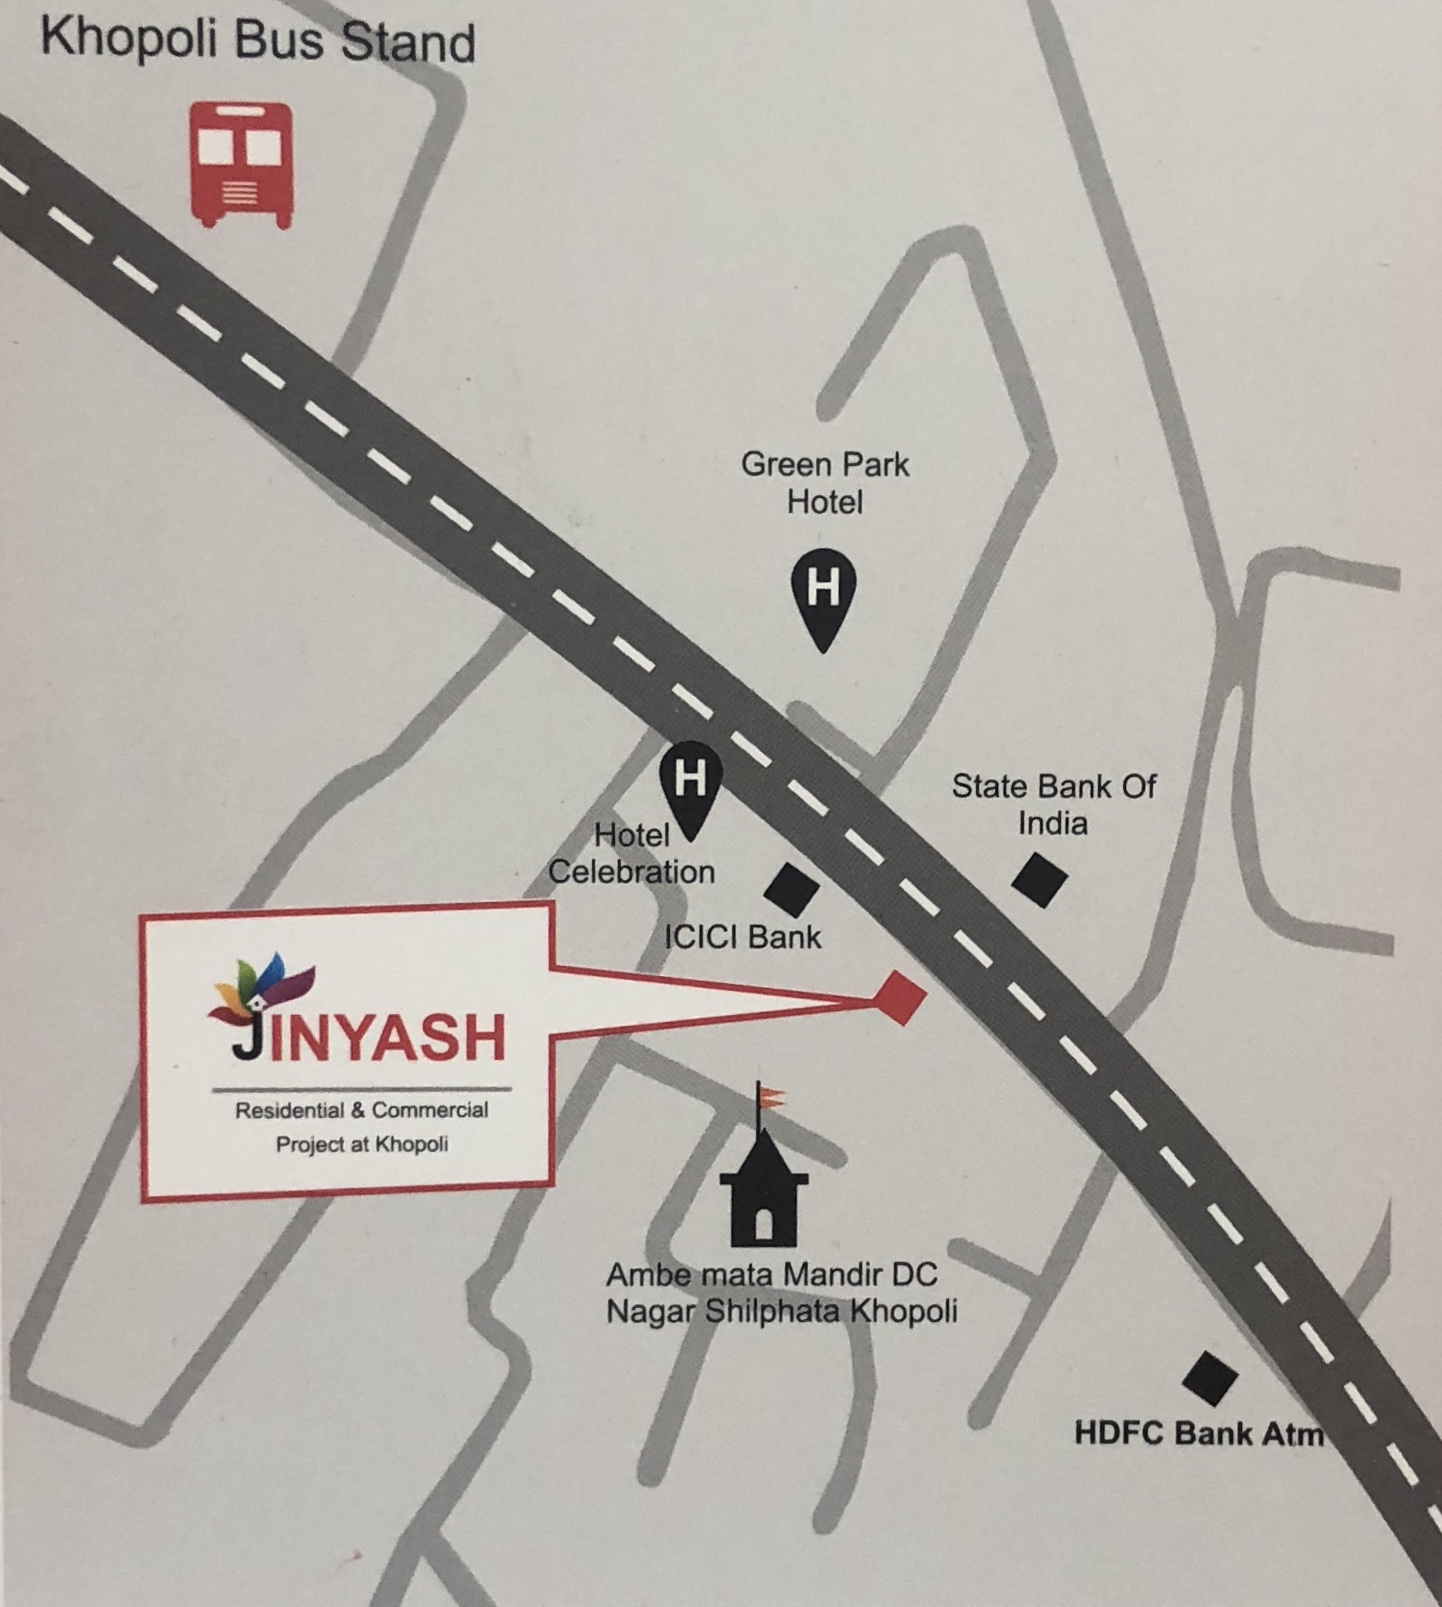 Khopoli Bus Stand
Green Park
Hotel
H
H
Hotel
Celebration
State Bank Of
India
ICICI Bank
JINYASH
Residential & Commercial
Project at Khopoli
Ambe mata Mandir DC
Nagar Shilphata Khopoli
HDFC Bank Atm